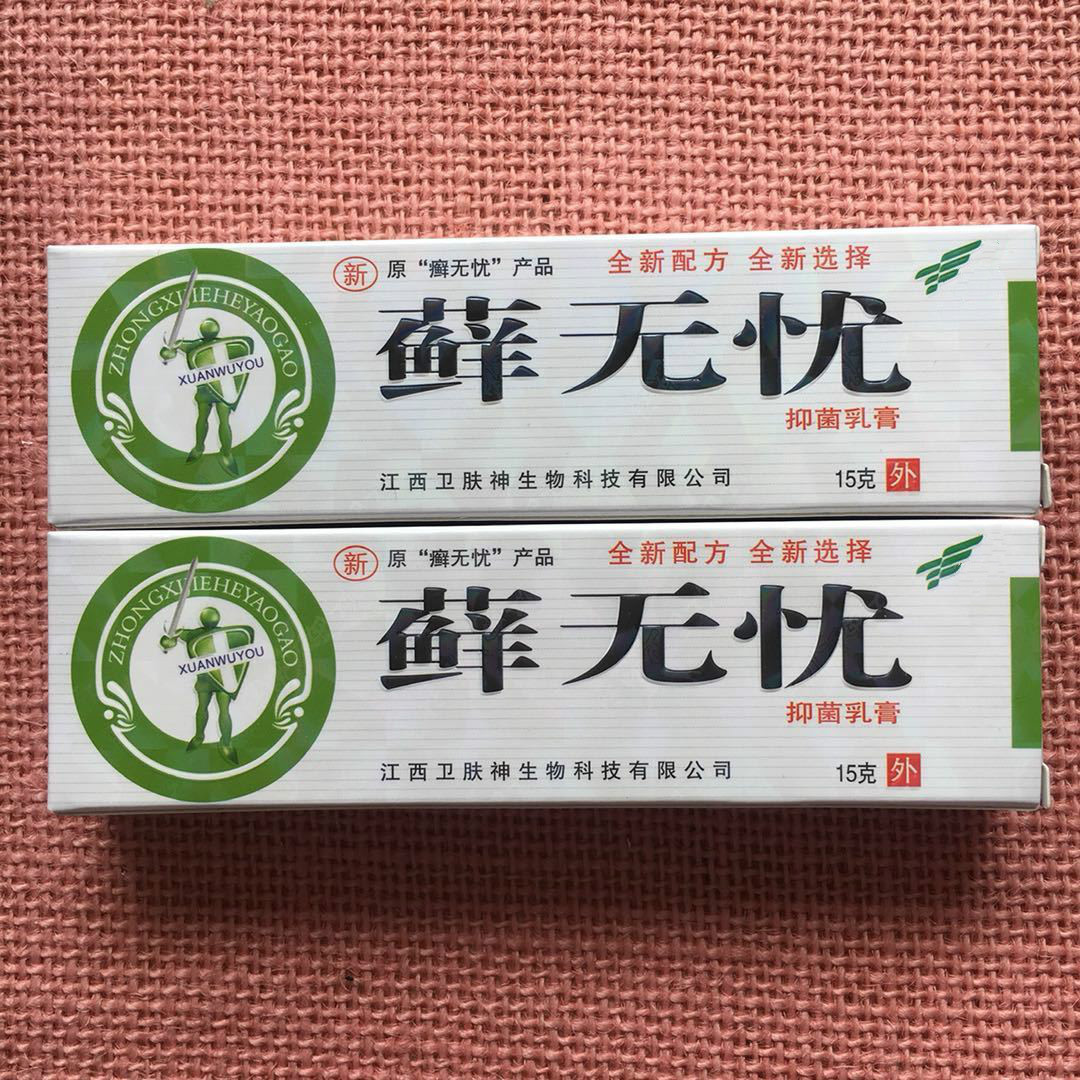 ZHONGXIJIEHEYAOGAO
XUANWUYOU
新 原“癣无忧”产品 全新配方 全新选择
藓无忧
抑菌乳膏
江西卫肤神生物科技有限公司 15克 外
ZHONGXIJIEHEYAOGAO
XUANWUYOU
新 原“癣无忧”产品 全新配方 全新选择
藓无忧
抑菌乳膏
江西卫肤神生物科技有限公司 15克 外